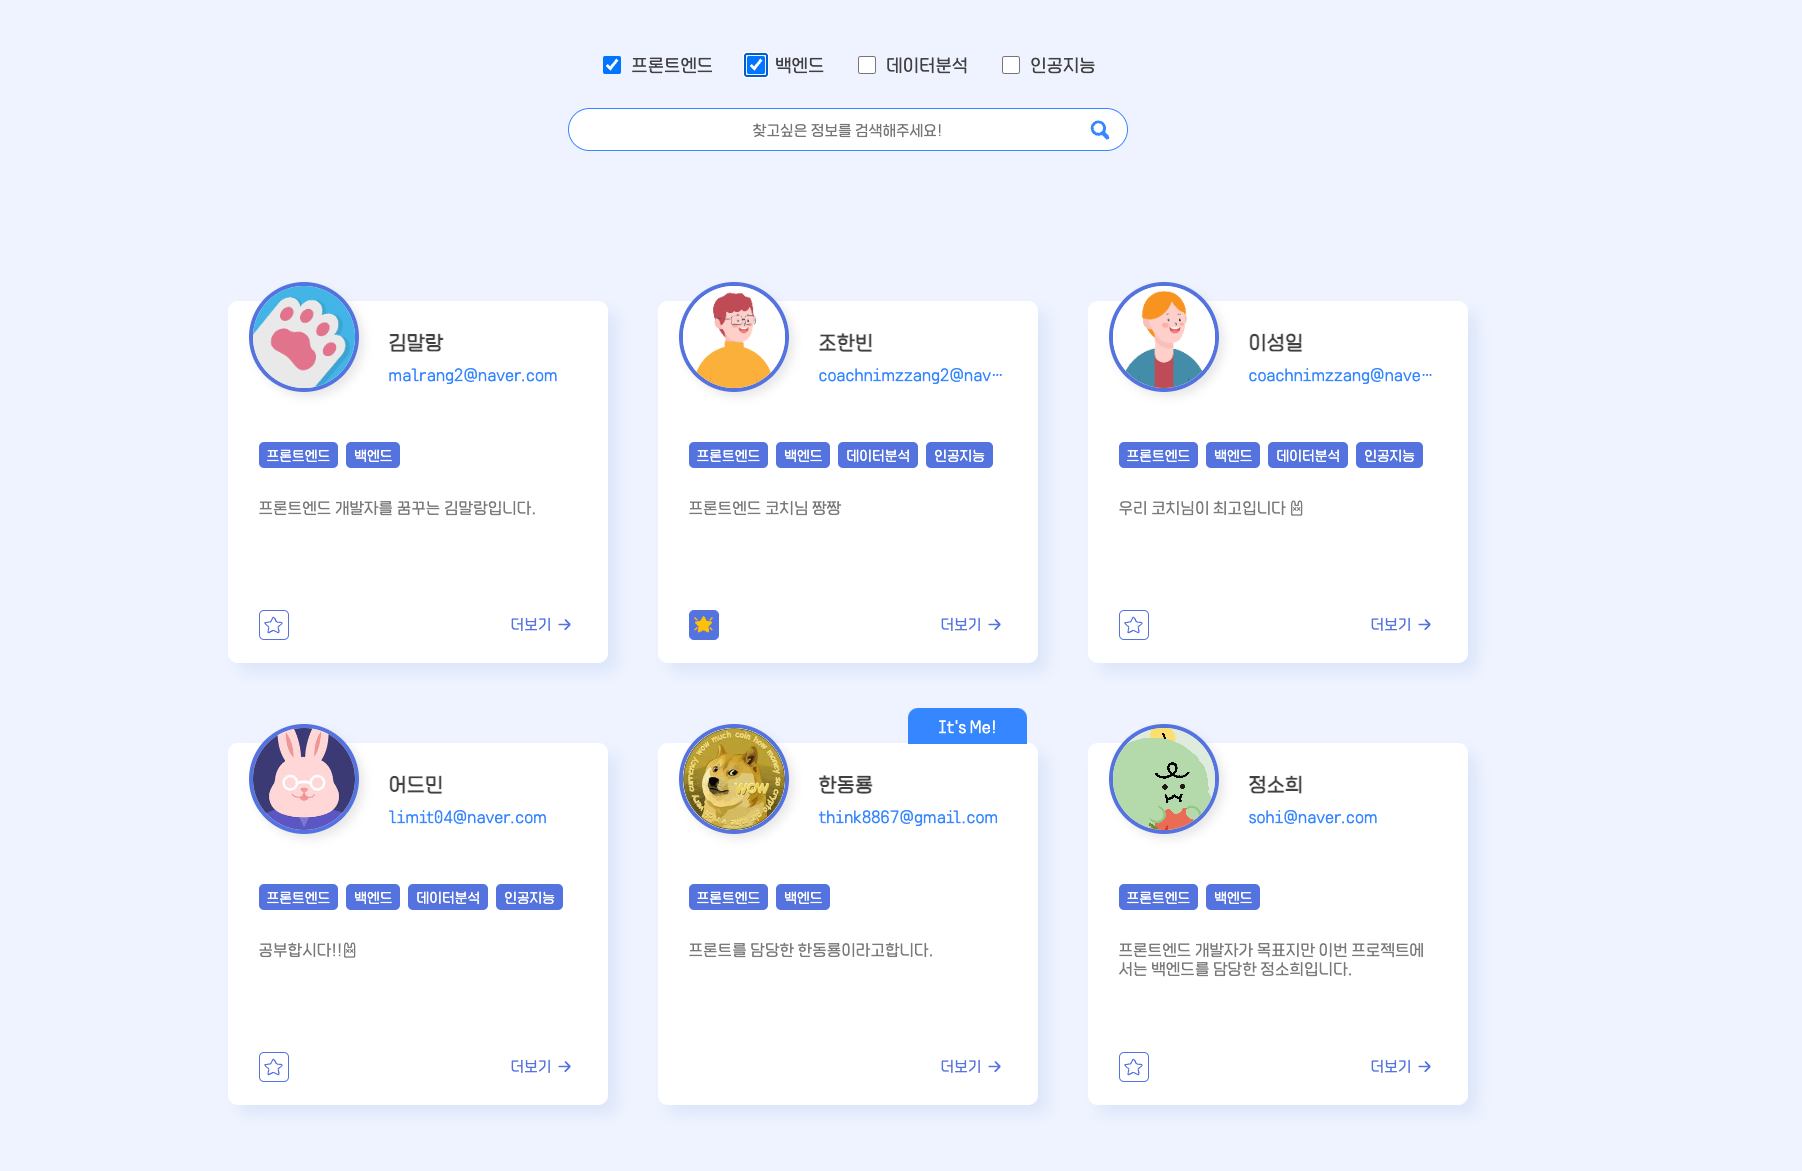 프론트엔드 백엔드 데이터분석 인공지능
찾고싶은 정보를 검색해주세요!
김말랑
malrang2@naver.com
프론트엔드 백엔드
프론트엔드 개발자를 꿈꾸는 김말랑입니다.
더보기 →
조한빈
coachnimzzang2@nav…
프론트엔드 백엔드 데이터분석 인공지능
프론트엔드 코치님 짱짱
더보기 →
이성일
coachnimzzang@nave…
프론트엔드 백엔드 데이터분석 인공지능
우리 코치님이 최고입니다 🐰
더보기 →
어드민
limit04@naver.com
프론트엔드 백엔드 데이터분석 인공지능
공부합시다!!🐰
더보기 →
It's Me!
wow much coin how money so crypto
very currency
wow
한동룡
think8867@gmail.com
프론트엔드 백엔드
프론트를 담당한 한동룡이라고합니다.
더보기 →
정소희
sohi@naver.com
프론트엔드 백엔드
프론트엔드 개발자가 목표지만 이번 프로젝트에
서는 백엔드를 담당한 정소희입니다.
더보기 →